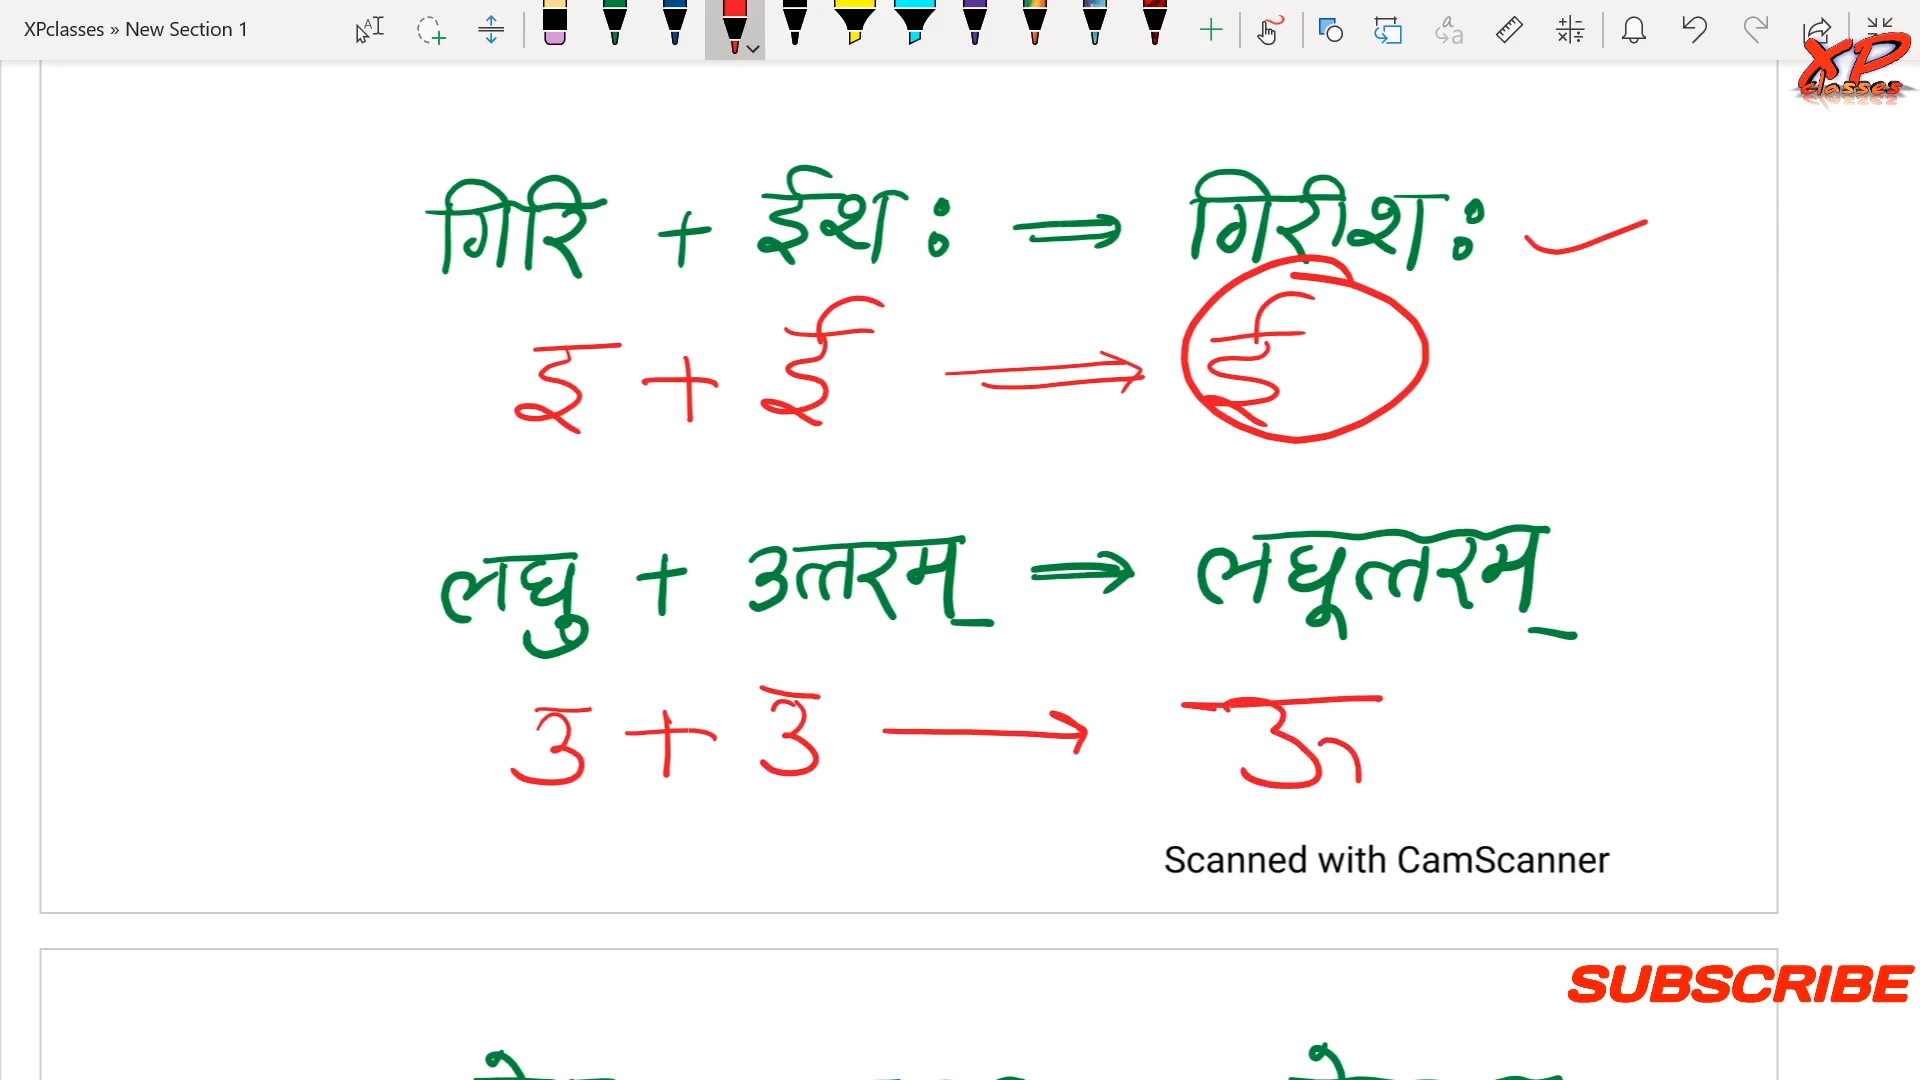 XPclasses » New Section 1
XP
classes
गिरि + ईश: ⇒ गिरीश:
इ + ई ⇒ ई
लघु + उत्तरम् ⇒ लघूत्तरम्
उ + उ → ऊ
Scanned with CamScanner
SUBSCRIBE